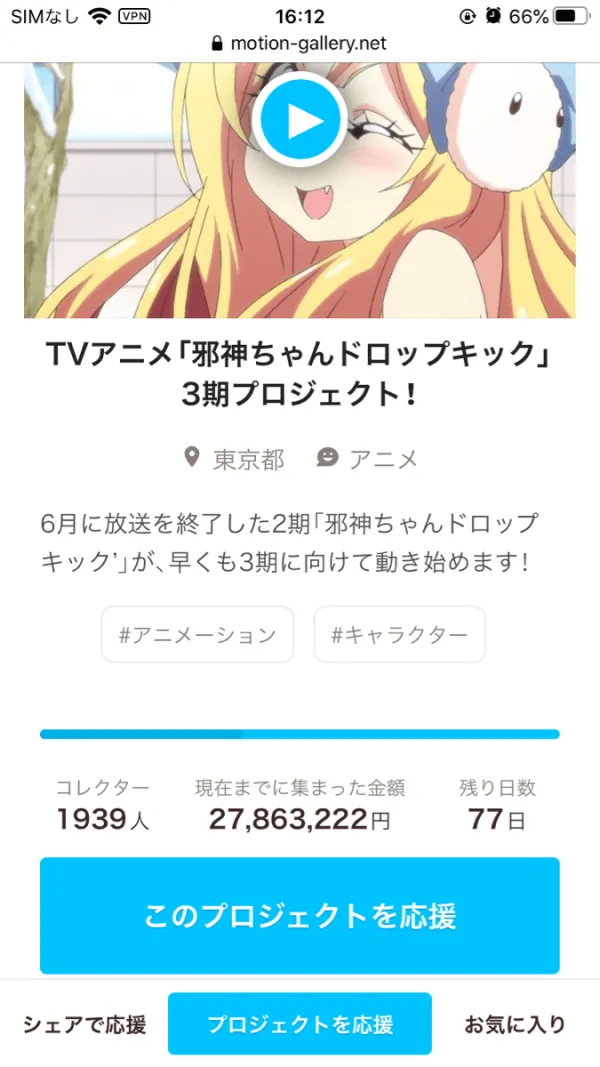 SIMなし VPN 16:12 66%
motion-gallery.net
TVアニメ「邪神ちゃんドロップキック」
3期プロジェクト！
東京都 アニメ
6月に放送を終了した2期「邪神ちゃんドロップ
キック’」が、早くも3期に向けて動き始めます！
#アニメーション #キャラクター
コレクター 現在までに集まった金額 残り日数
1939人 27,863,222円 77日
このプロジェクトを応援
シェアで応援 プロジェクトを応援 お気に入り